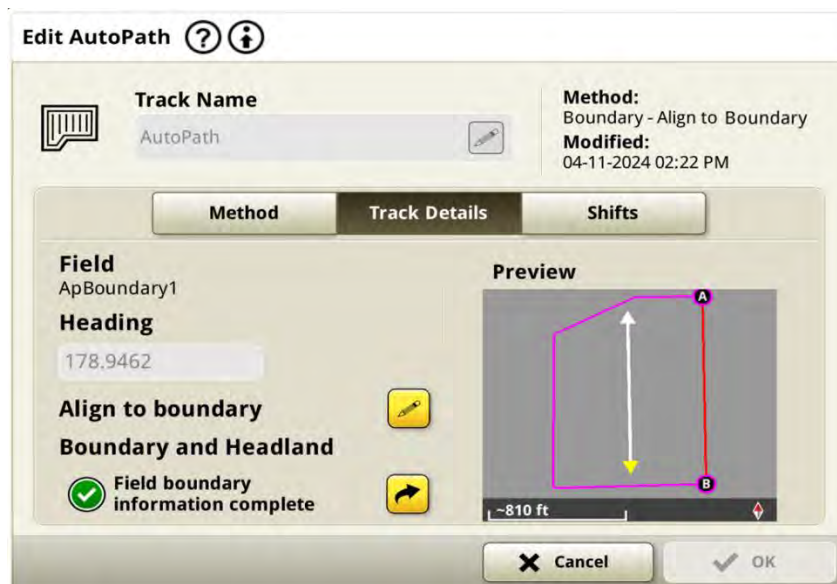 Edit AutoPath ?
Track Name
AutoPath
Method:
Boundary - Align to Boundary
Modified:
04-11-2024 02:22 PM
Method
Track Details
Shifts
Field
ApBoundary1
Heading
178.9462
Align to boundary
Boundary and Headland
Field boundary
information complete
Preview
A
B
~810 ft
Cancel
OK